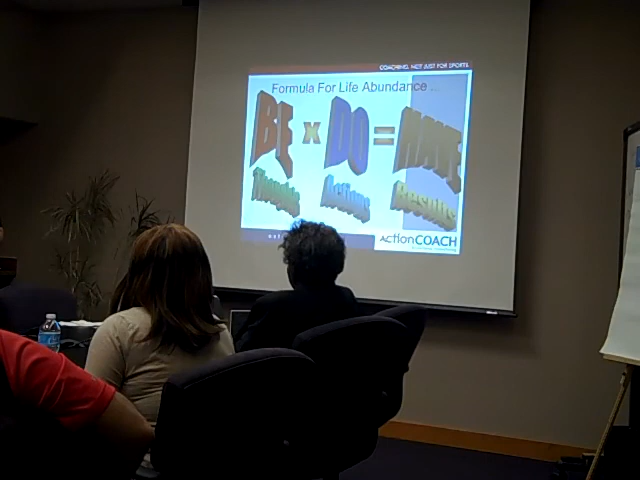 COACHING. NOT JUST FOR SPORTS.
Formula For Life Abundance ...
BE x DO = HAVE
Thoughts Actions Results
ACtionCOACH